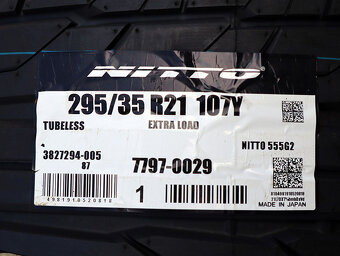 NITTO
295/35 R21 107Y
TUBELESS EXTRA LOAD
3827294-005 NITTO 555G2
87 7797-0029
1
4981910520818
MADE IN JAPAN